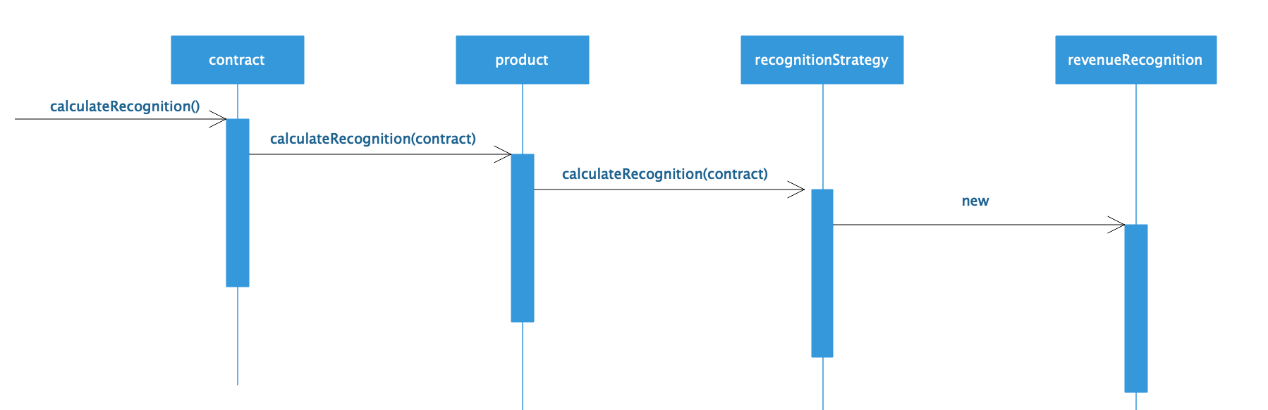 contract
product
recognitionStrategy
revenueRecognition
calculateRecognition()
calculateRecognition(contract)
calculateRecognition(contract)
new